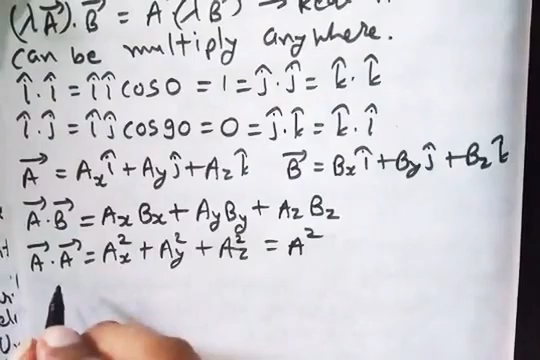 (λA⃗).B⃗ = A⃗.(λB⃗) → Real
can be multiply anywhere.
î.î = îî cos0 = 1 = ĵ.ĵ = k̂.k̂
î.ĵ = îĵ cos90 = 0 = ĵ.k̂ = k̂.î
A⃗ = Axî + Ayĵ + Azk̂ B⃗ = Bxî + Byĵ + Bzk̂
A⃗.B⃗ = AxBx + AyBy + AzBz
A⃗.A⃗ = Ax² + Ay² + Az² = A²